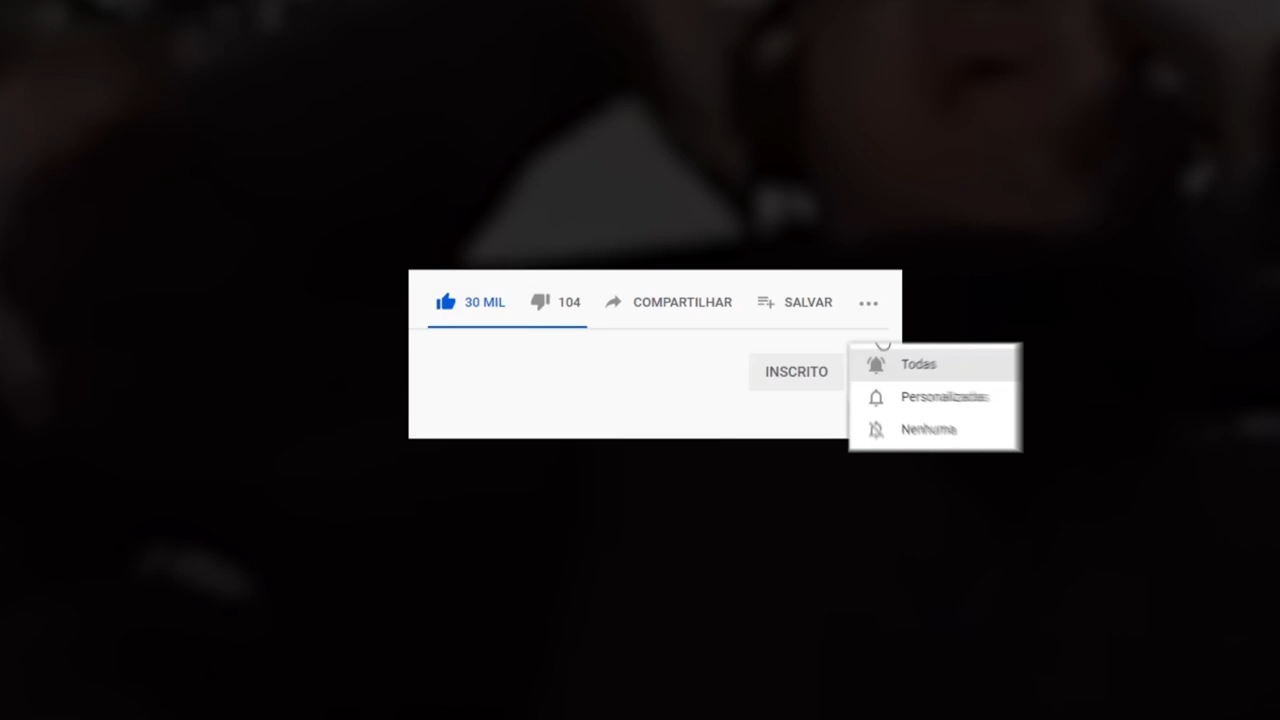 30 MIL 104 COMPARTILHAR SALVAR
INSCRITO
Todas
Personalizadas
Nenhuma